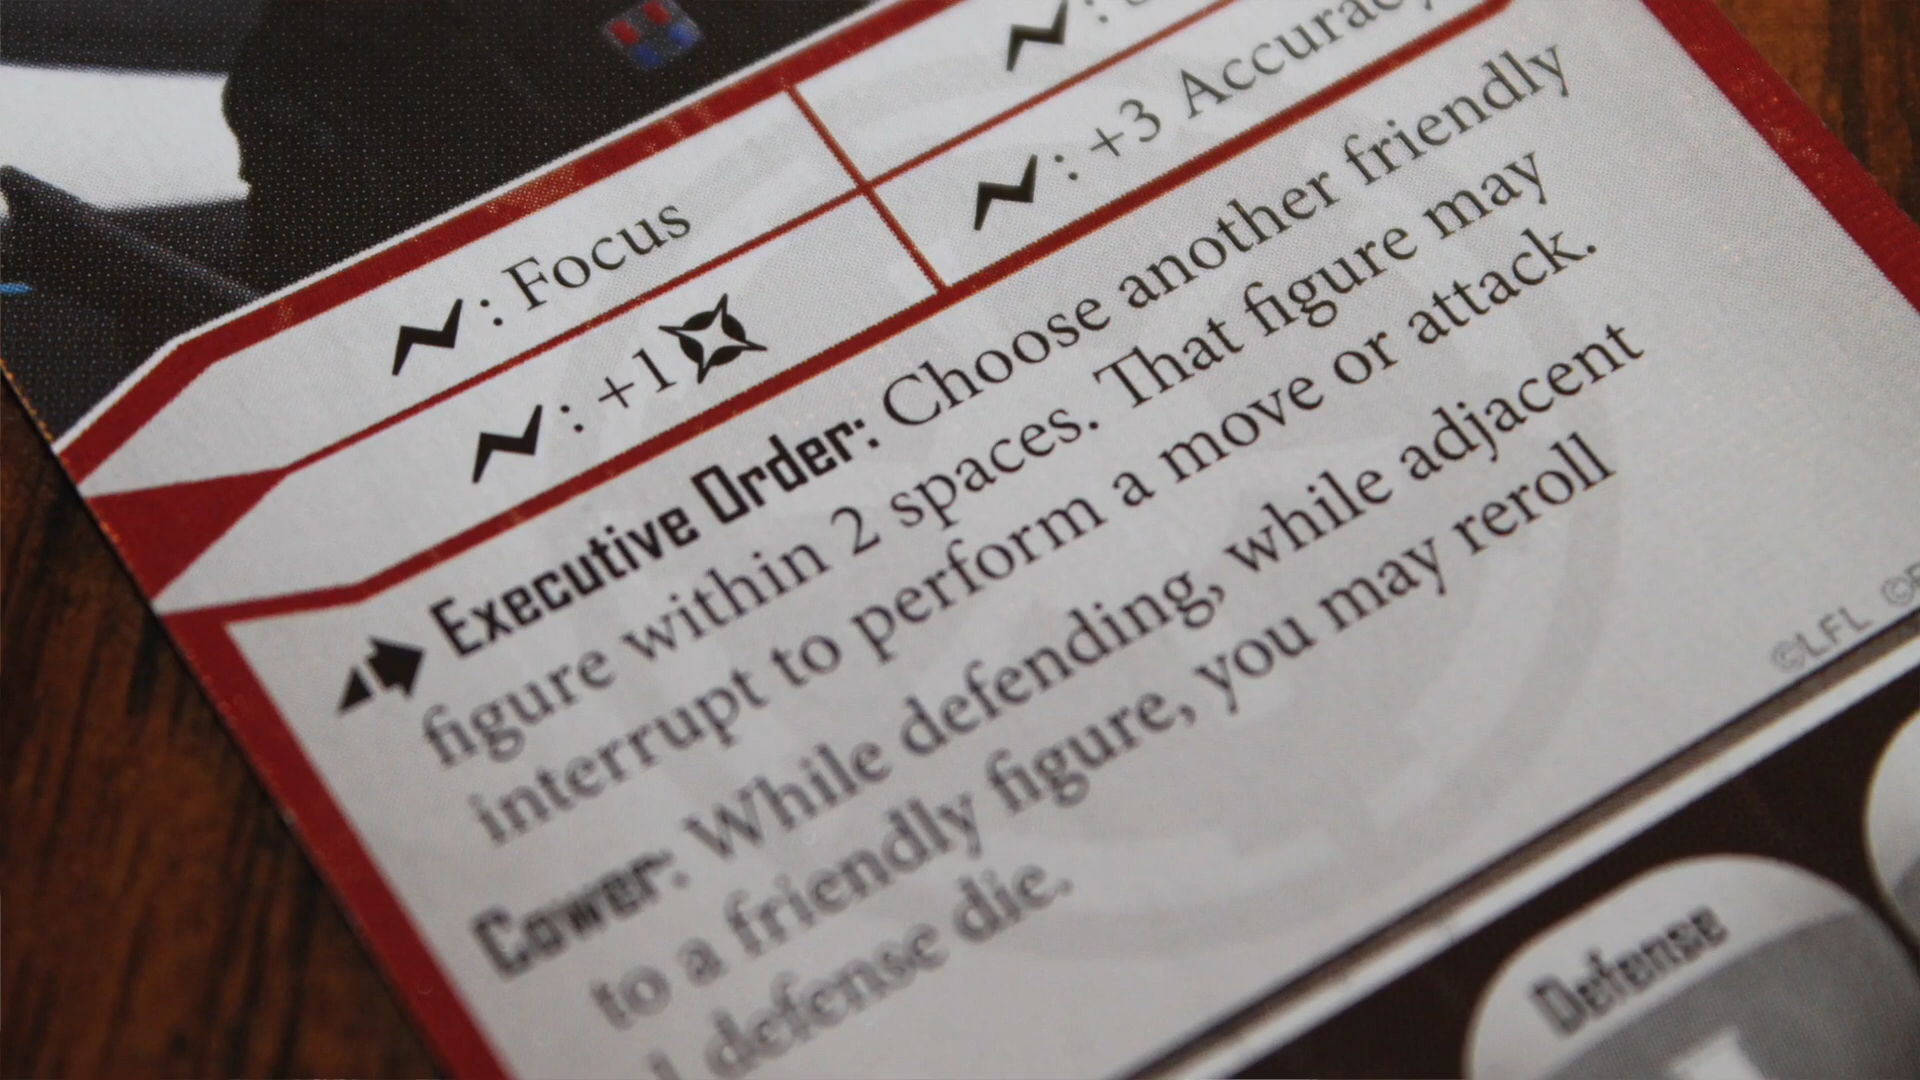 : Focus
: +1
: +3 Accuracy
Executive Order: Choose another friendly
figure within 2 spaces. That figure may
interrupt to perform a move or attack.
Cower: While defending, while adjacent
to a friendly figure, you may reroll
1 defense die.
©LFL ©
Defense